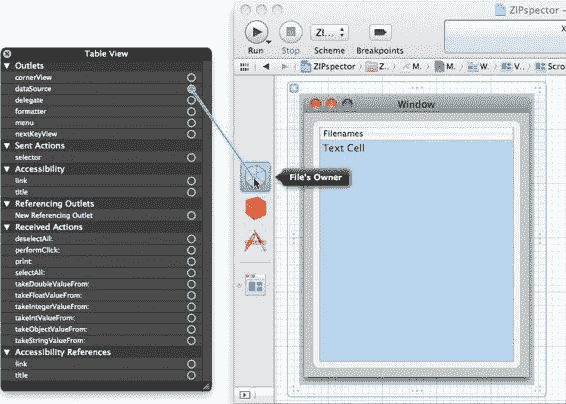 Table View
Outlets
cornerView
dataSource
delegate
formatter
menu
nextKeyView
Sent Actions
selector
Accessibility
link
title
Referencing Outlets
New Referencing Outlet
Received Actions
deselectAll:
performClick:
print:
selectAll:
takeDoubleValueFrom:
takeFloatValueFrom:
takeIntegerValueFrom:
takeIntValueFrom:
takeObjectValueFrom:
takeStringValueFrom:
Accessibility References
link
title
ZIPspector –
ZI...
X
Run
Stop
Scheme
Breakpoints
ZIPspector
Z...
M...
M...
W...
V...
Scro
Window
Filenames
Text Cell
File's Owner